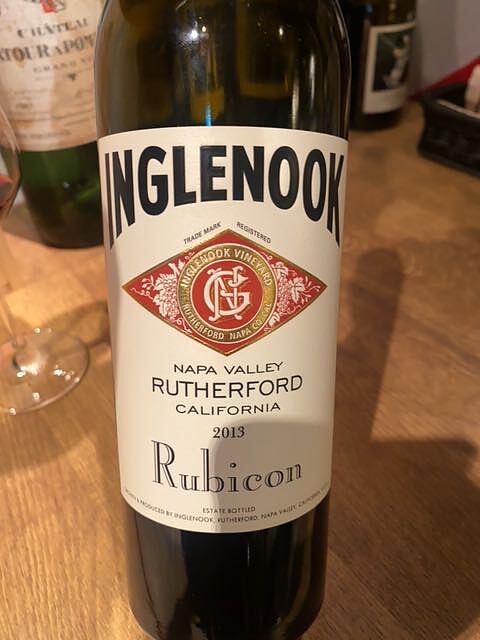 CHÂTEAU
GRAND
INGLENOOK
TRADE MARK REGISTERED
INGLENOOK VINEYARD
RUTHERFORD NAPA CO. CAL.
NAPA VALLEY
RUTHERFORD
CALIFORNIA
2013
Rubicon
ESTATE BOTTLED
& PRODUCED BY INGLENOOK, RUTHERFORD, NAPA VALLEY,